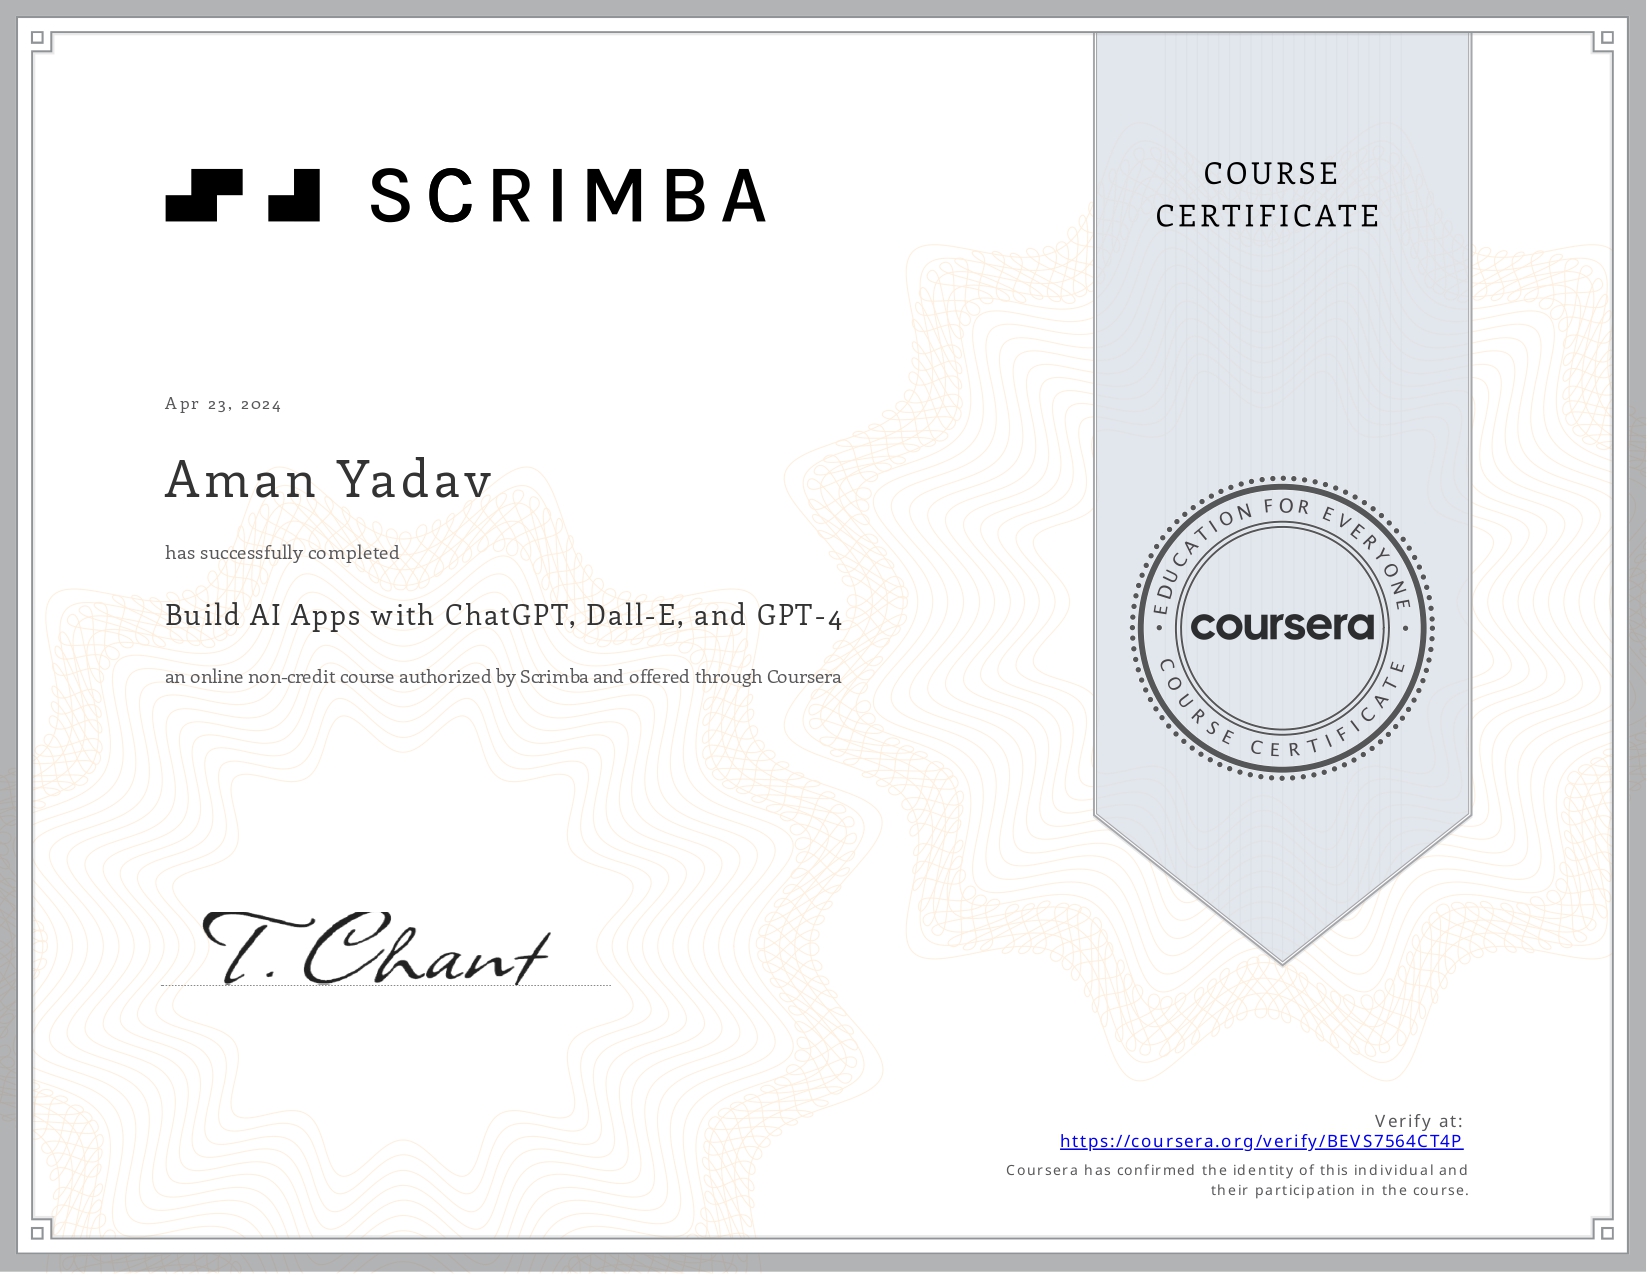 SCRIMBA
COURSE
CERTIFICATE
Apr 23, 2024
Aman Yadav
has successfully completed
Build AI Apps with ChatGPT, Dall-E, and GPT-4
an online non-credit course authorized by Scrimba and offered through Coursera
• EDUCATION FOR EVERYONE •
coursera
COURSE CERTIFICATE
T. Chant
Verify at:
https://coursera.org/verify/BEVS7564CT4P
Coursera has confirmed the identity of this individual and
their participation in the course.